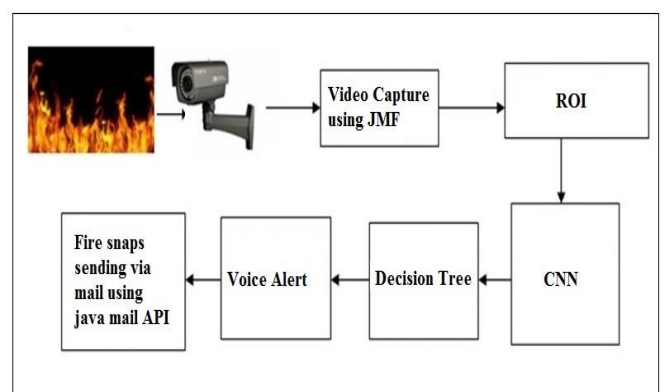 Video Capture
using JMF
ROI
CNN
Decision Tree
Voice Alert
Fire snaps
sending via
mail using
java mail API